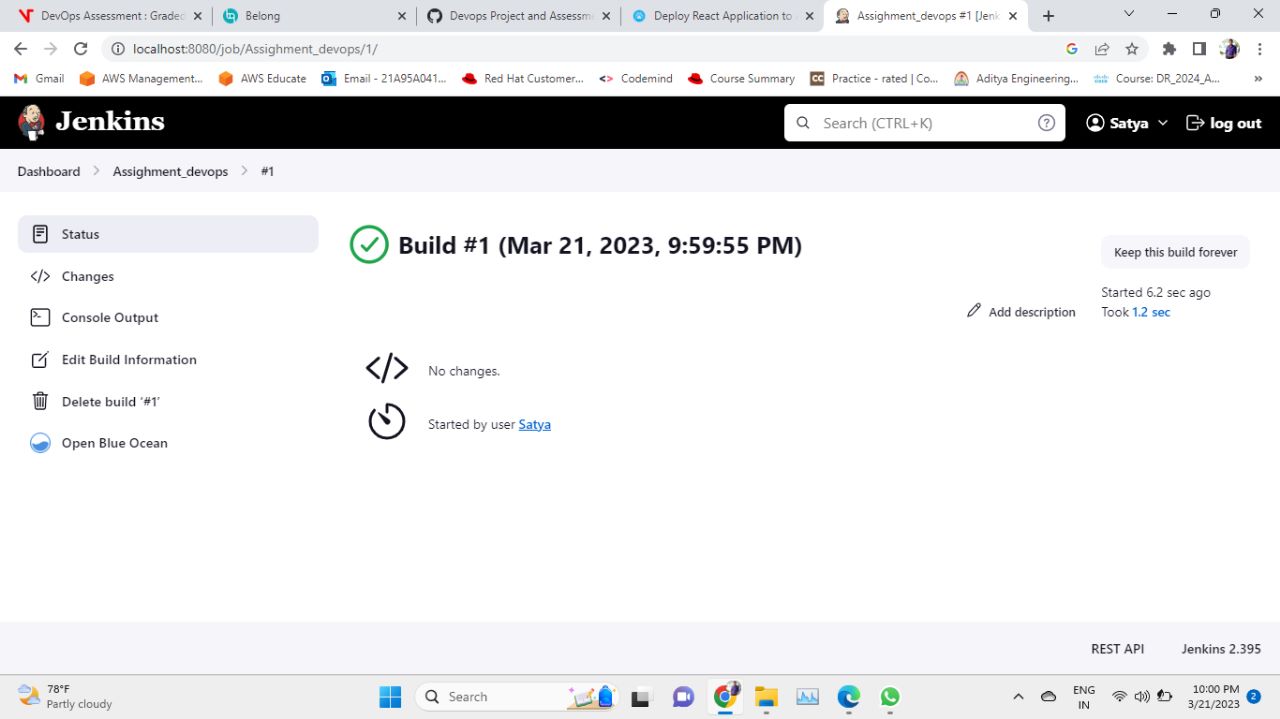 DevOps Assessment : Graded
Belong
Devops Project and Assessme
Deploy React Application to
Assighment_devops #1 [Jenk
localhost:8080/job/Assighment_devops/1/
Gmail
AWS Management...
AWS Educate
Email - 21A95A041...
Red Hat Customer...
Codemind
Course Summary
Practice - rated | Co...
Aditya Engineering...
Course: DR_2024_A...
Jenkins
Search (CTRL+K)
Satya
log out
Dashboard
Assighment_devops
#1
Status
Changes
Console Output
Edit Build Information
Delete build '#1'
Open Blue Ocean
Build #1 (Mar 21, 2023, 9:59:55 PM)
Keep this build forever
Started 6.2 sec ago
Took 1.2 sec
Add description
No changes.
Started by user Satya
REST API
Jenkins 2.395
78°F
Partly cloudy
Search
ENG
IN
10:00 PM
3/21/2023
2